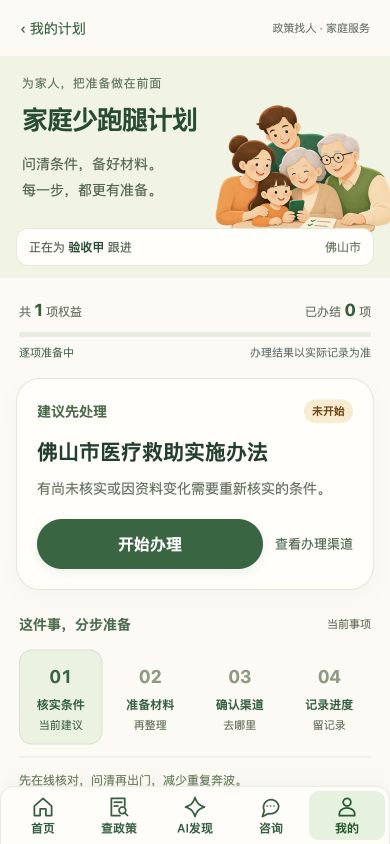 ‹ 我的计划
政策找人 · 家庭服务
为家人，把准备做在前面
家庭少跑腿计划
问清条件，备好材料。
每一步，都更有准备。
正在为 验收甲 跟进
佛山市
共 1 项权益
已办结 0 项
逐项准备中
办理结果以实际记录为准
建议先处理
未开始
佛山市医疗救助实施办法
有尚未核实或因资料变化需要重新核实的条件。
开始办理
查看办理渠道
这件事，分步准备
当前事项
01
核实条件
当前建议
02
准备材料
再整理
03
确认渠道
去哪里
04
记录进度
留记录
先在线核对，问清再出门，减少重复奔波。
首页
查政策
AI发现
咨询
我的